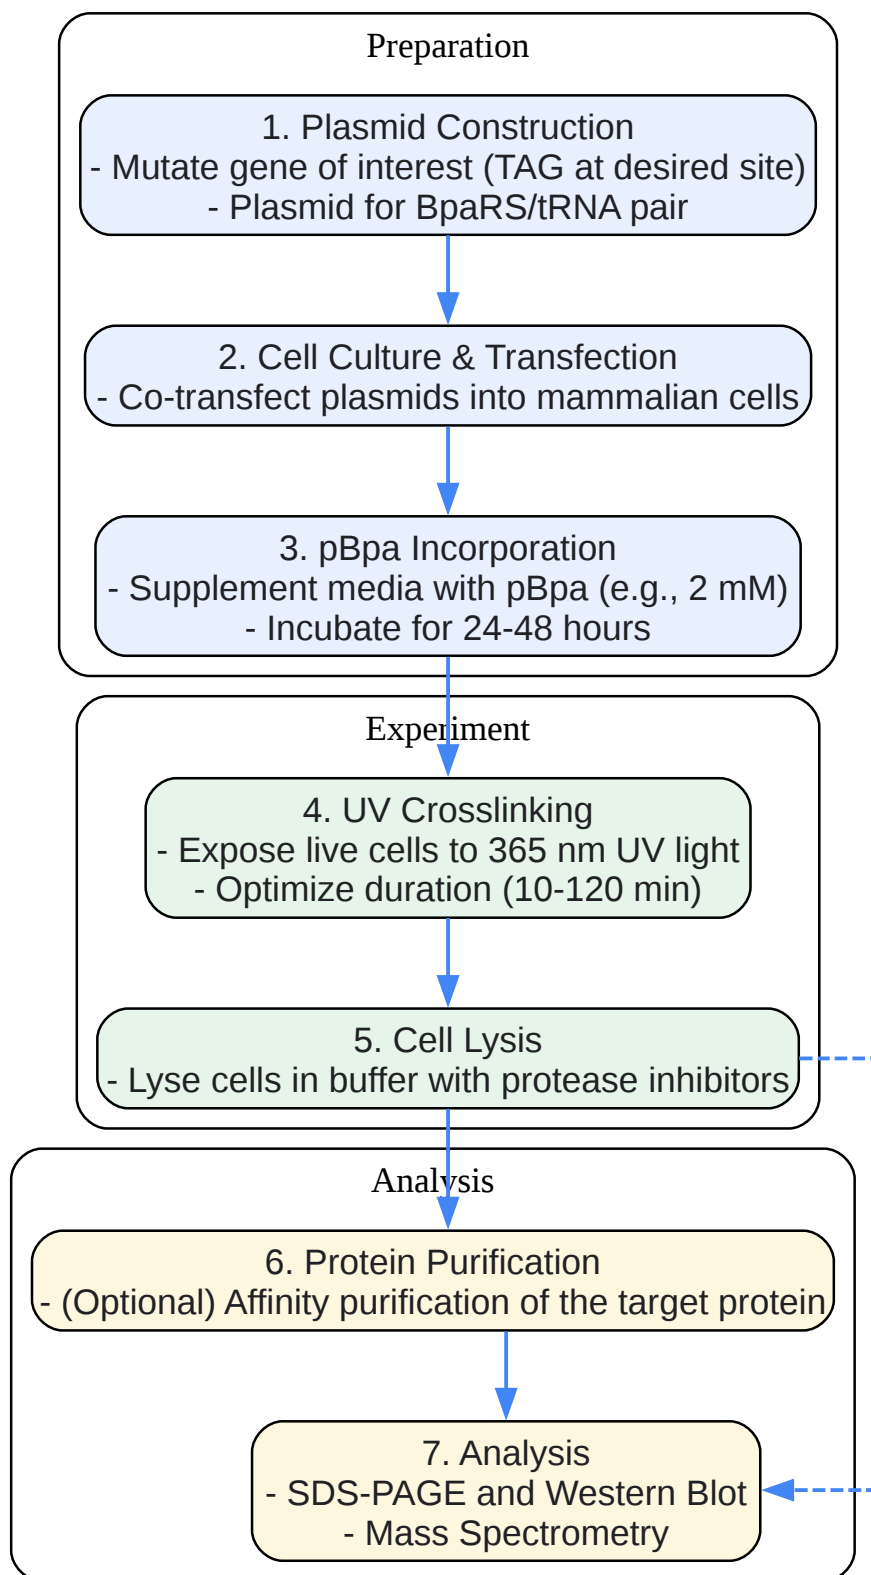 Preparation
1. Plasmid Construction
- Mutate gene of interest (TAG at desired site)
- Plasmid for BpaRS/tRNA pair
2. Cell Culture & Transfection
- Co-transfect plasmids into mammalian cells
3. pBpa Incorporation
- Supplement media with pBpa (e.g., 2 mM)
- Incubate for 24-48 hours
Experiment
4. UV Crosslinking
- Expose live cells to 365 nm UV light
- Optimize duration (10-120 min)
5. Cell Lysis
- Lyse cells in buffer with protease inhibitors
Analysis
6. Protein Purification
- (Optional) Affinity purification of the target protein
7. Analysis
- SDS-PAGE and Western Blot
- Mass Spectrometry